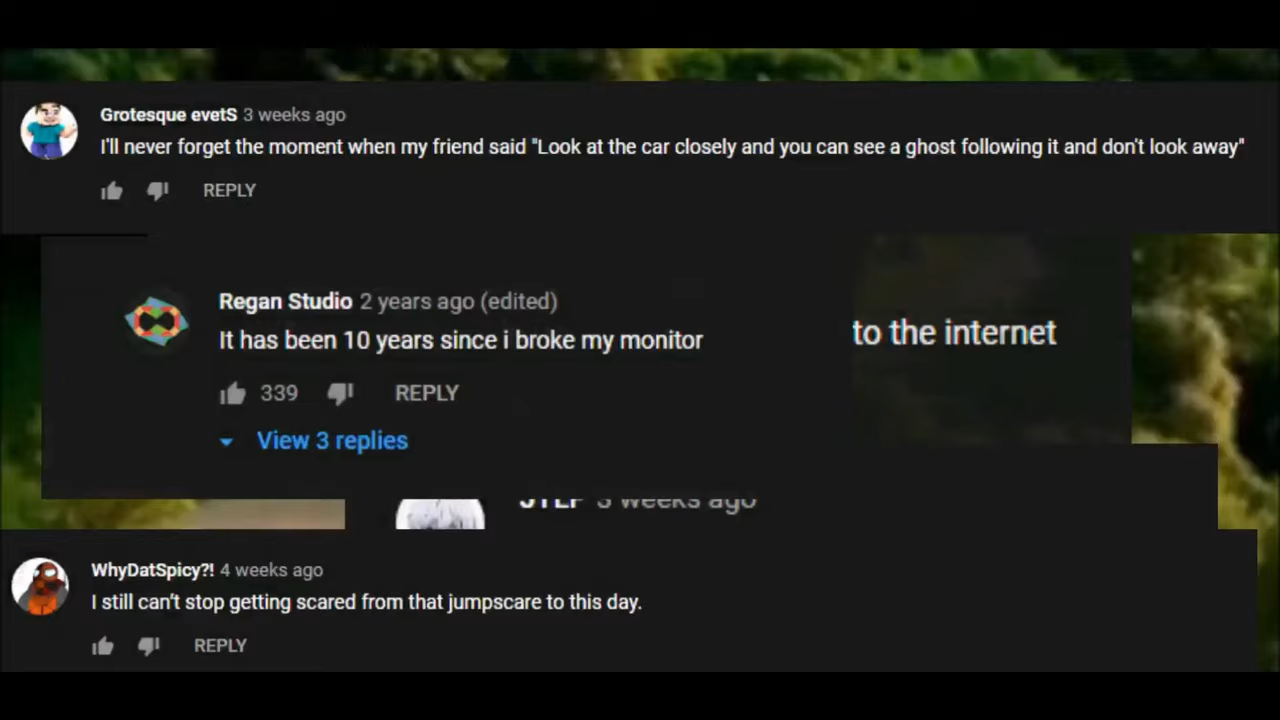 Grotesque evetS 3 weeks ago
I'll never forget the moment when my friend said "Look at the car closely and you can see a ghost following it and don't look away"
REPLY
Regan Studio 2 years ago (edited)
It has been 10 years since i broke my monitor
to the internet
339 REPLY
View 3 replies
3 weeks ago
WhyDatSpicy?! 4 weeks ago
I still can't stop getting scared from that jumpscare to this day.
REPLY